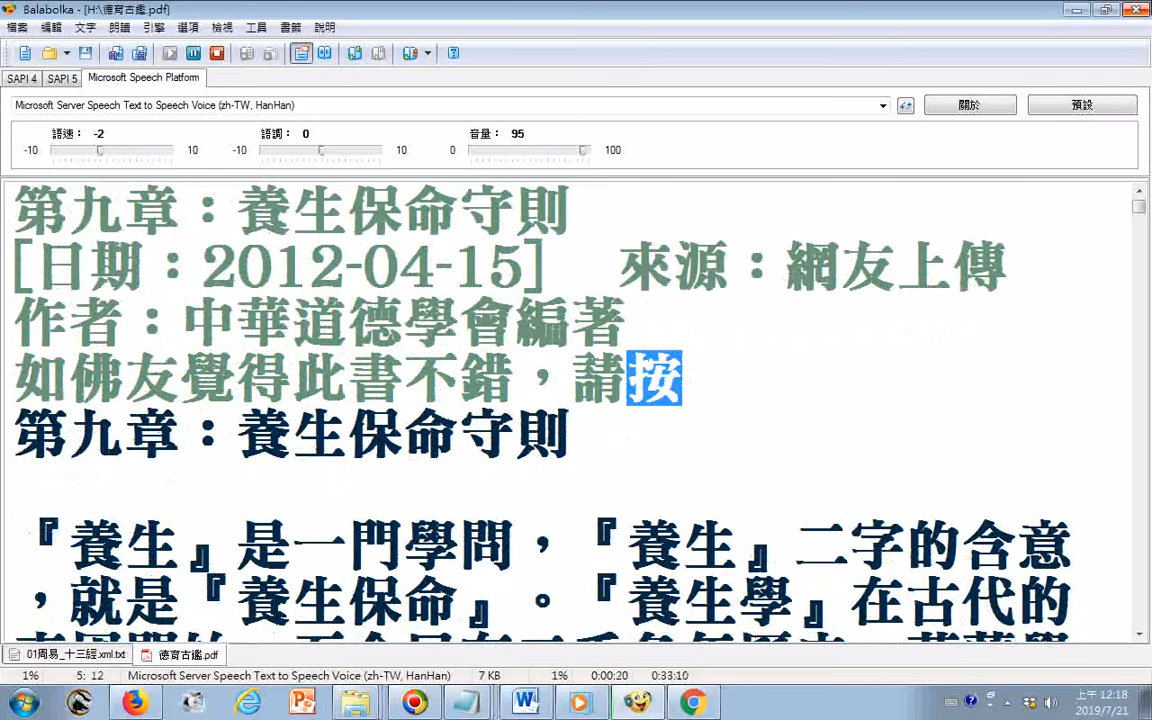 Balabolka - [H:\德育古鑑.pdf]
檔案 編輯 文字 朗讀 引擎 選項 檢視 工具 書籤 說明
SAPI 4 SAPI 5 Microsoft Speech Platform
Microsoft Server Speech Text to Speech Voice (zh-TW, HanHan) 關於 預設
語速： -2 語調： 0 音量： 95
-10 10 -10 10 0 100
第九章：養生保命守則
[日期：2012-04-15] 來源：網友上傳
作者：中華道德學會編著
如佛友覺得此書不錯，請按
第九章：養生保命守則
『養生』是一門學問，『養生』二字的含意
，就是『養生保命』。『養生學』在古代的
01周易_十三經.xml.txt 德育古鑑.pdf
1% 5: 12 Microsoft Server Speech Text to Speech Voice (zh-TW, HanHan) 7 KB 1% 0:00:20 0:33:10
上午 12:18
2019/7/21